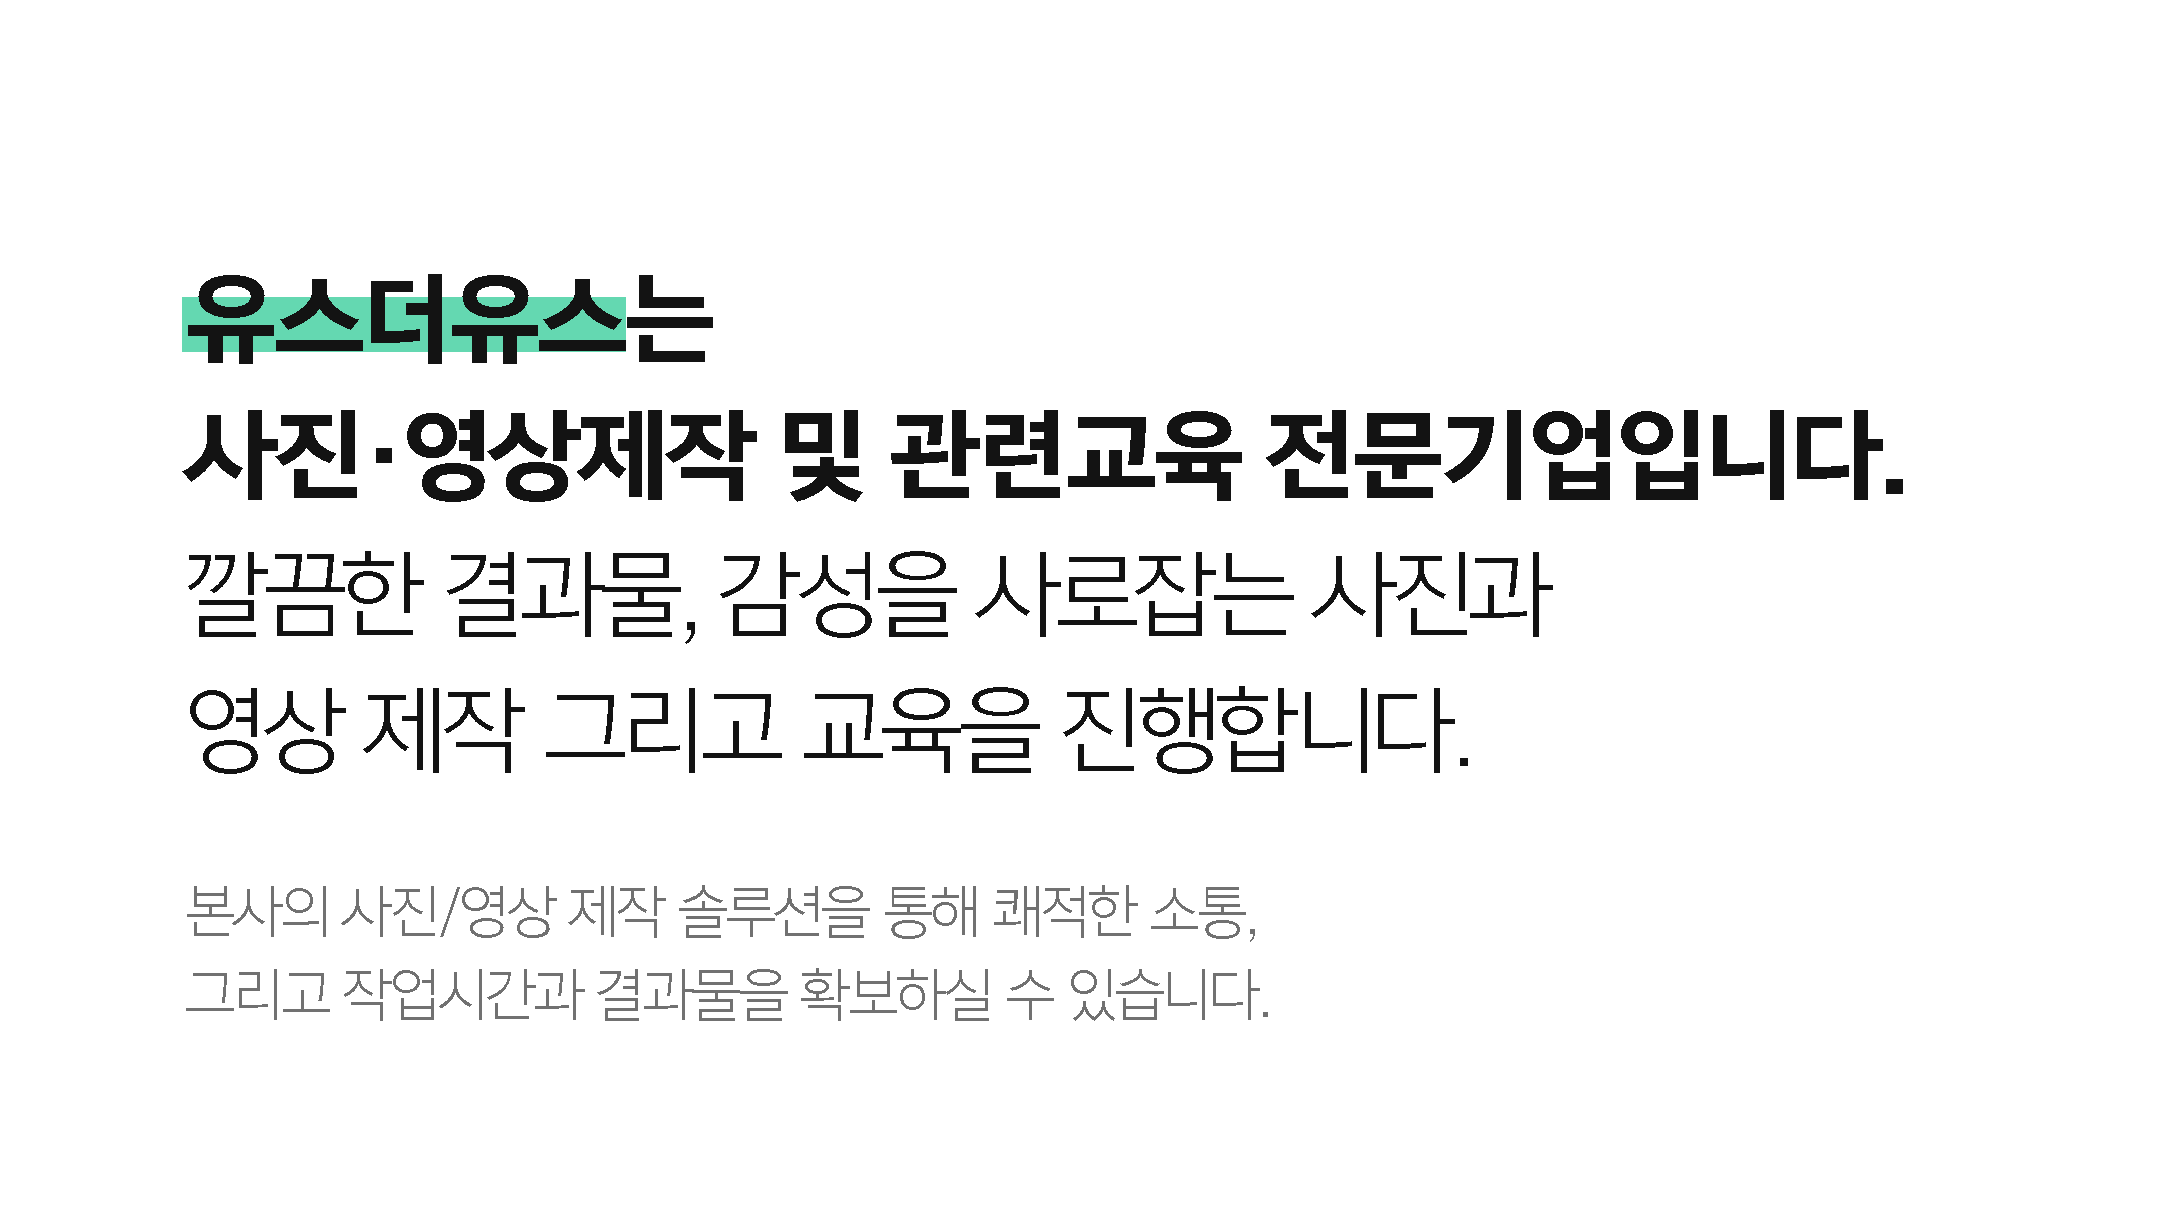 유스더유스는
사진·영상제작 및 관련교육 전문기업입니다.
깔끔한 결과물, 감성을 사로잡는 사진과
영상 제작 그리고 교육을 진행합니다.
본사의 사진/영상 제작 솔루션을 통해 쾌적한 소통,
그리고 작업시간과 결과물을 확보하실 수 있습니다.